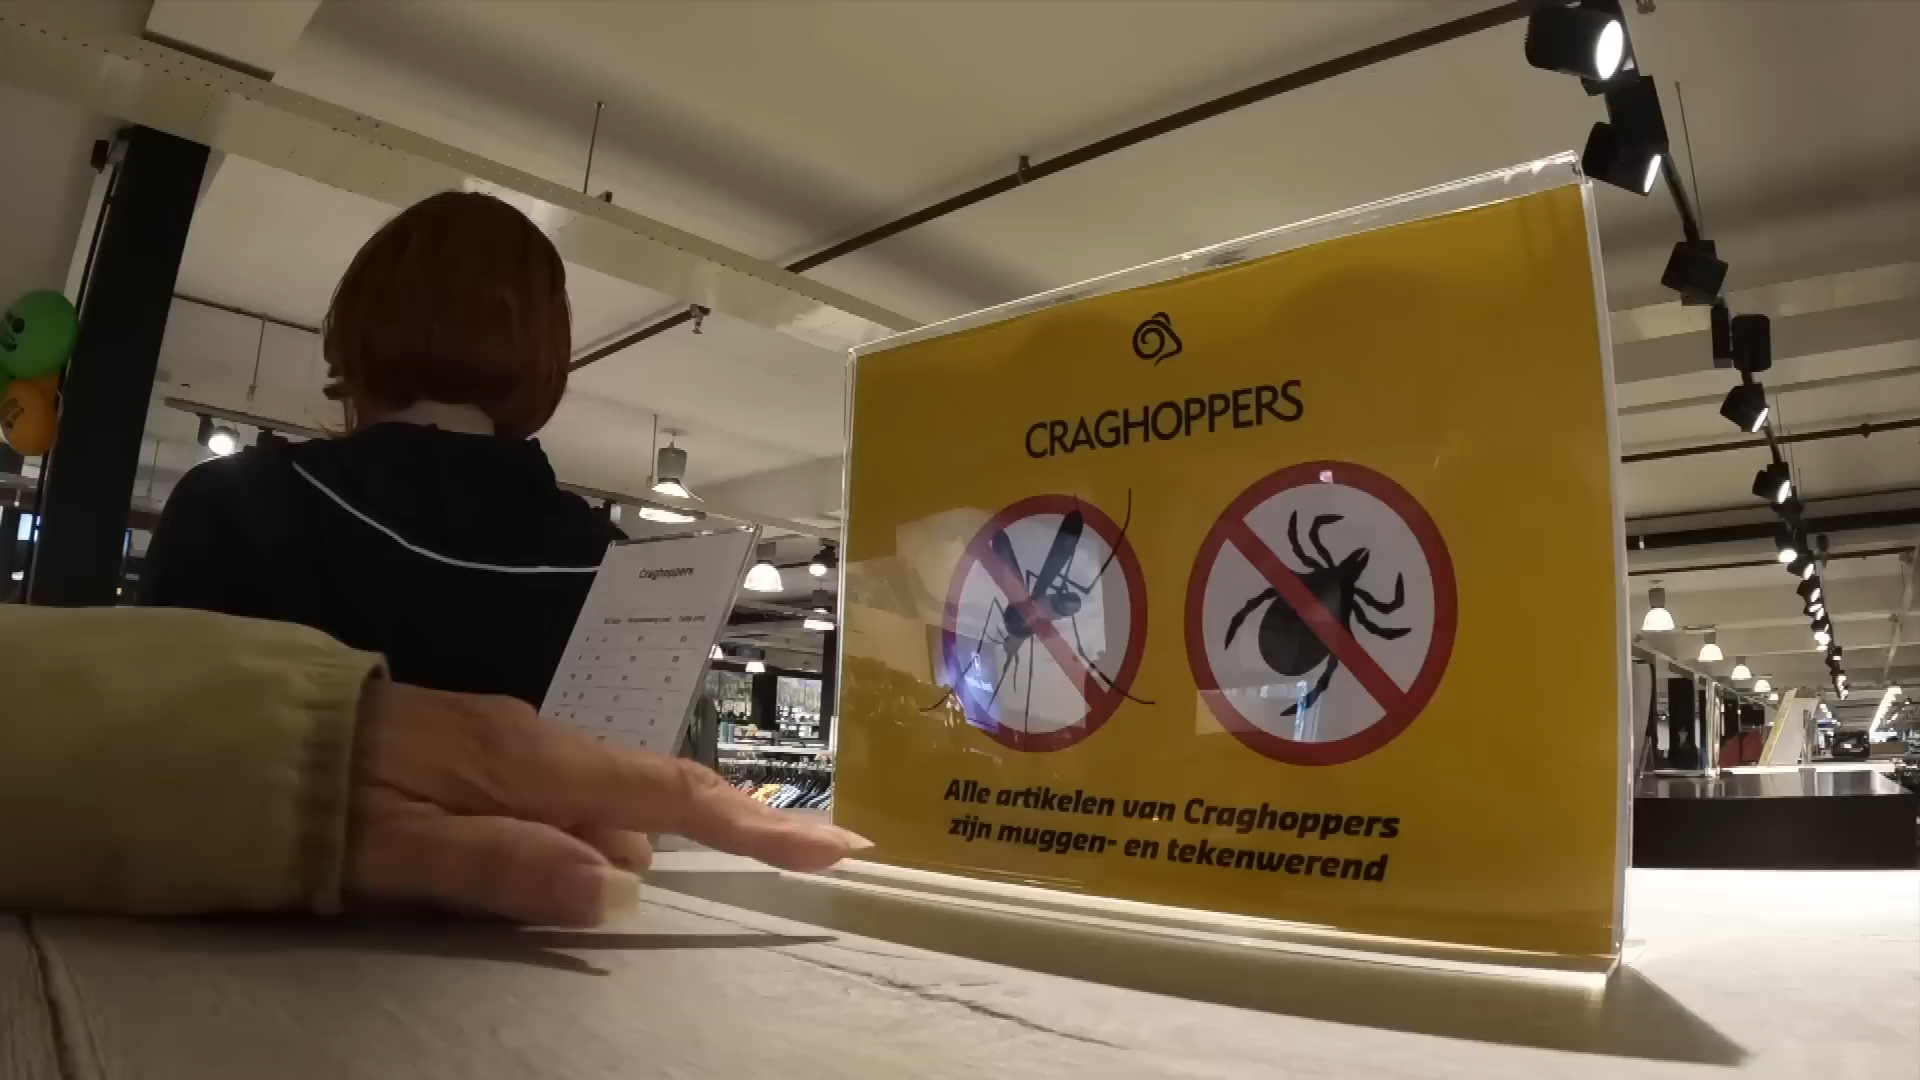 CRAGHOPPERS
Alle artikelen van Craghoppers
zijn muggen- en tekenwerend
Craghoppers